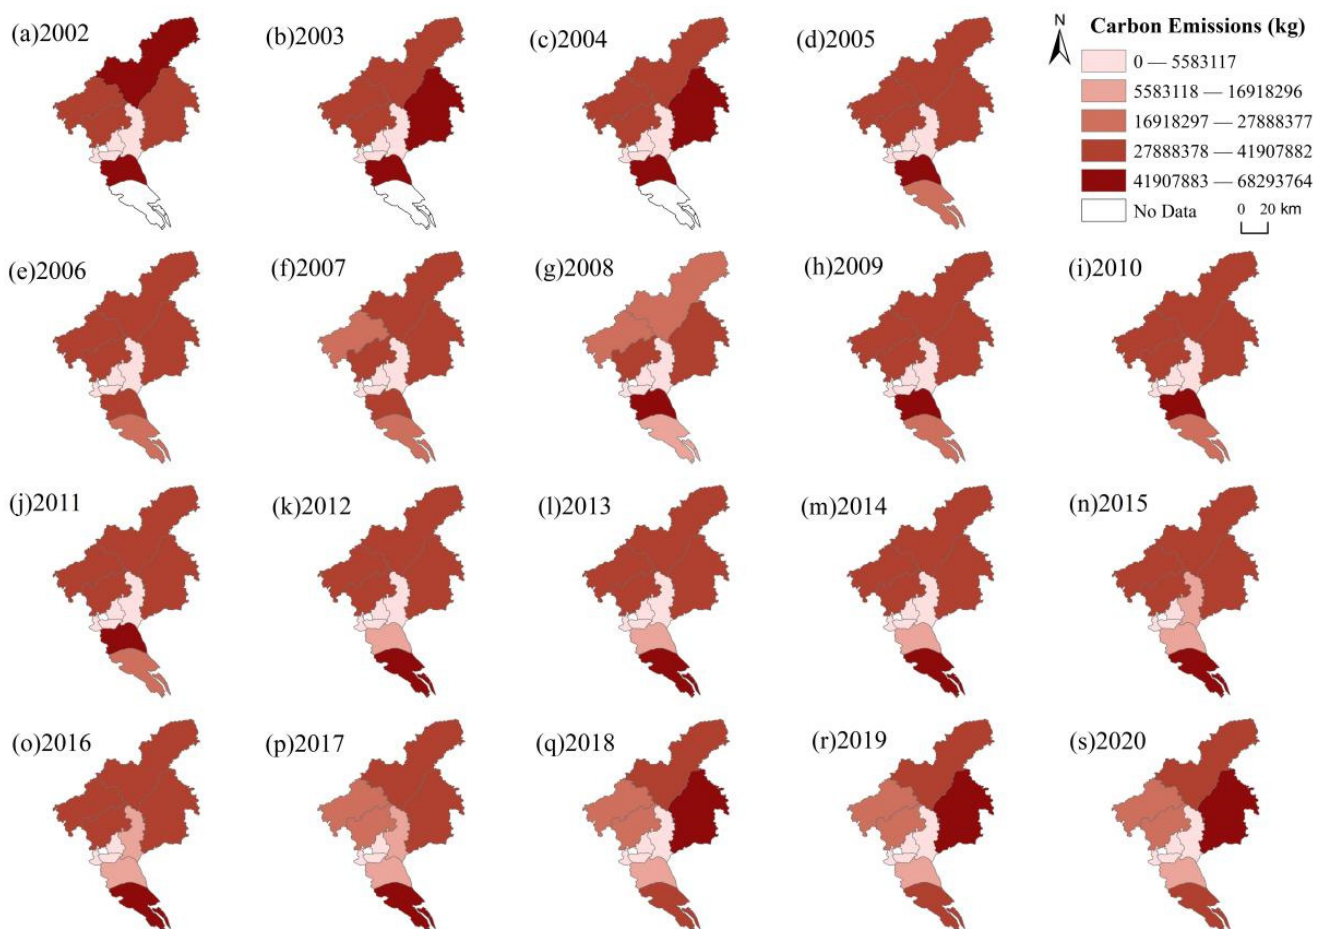 (a)2002
(b)2003
(c)2004
(d)2005
N
Carbon Emissions (kg)
0 — 5583117
5583118 — 16918296
16918297 — 27888377
27888378 — 41907882
41907883 — 68293764
No Data
0 20 km
(e)2006
(f)2007
(g)2008
(h)2009
(i)2010
(j)2011
(k)2012
(l)2013
(m)2014
(n)2015
(o)2016
(p)2017
(q)2018
(r)2019
(s)2020